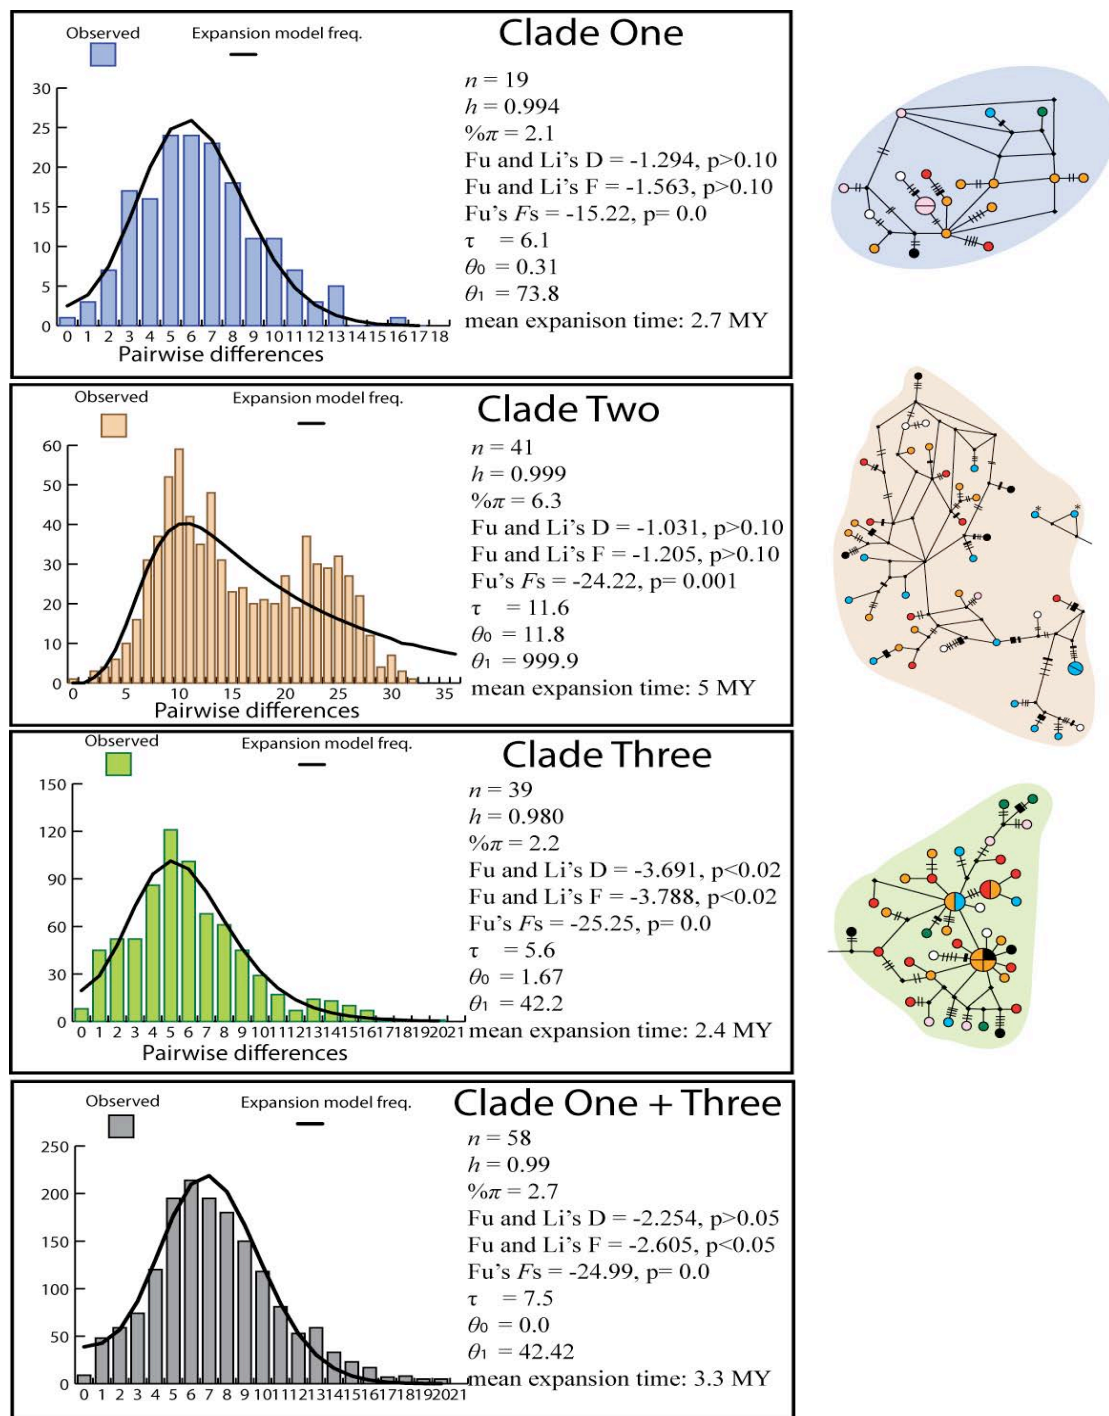 Clade One
Observed
Expansion model freq.
n = 19
h = 0.994
%π = 2.1
Fu and Li's D = -1.294, p>0.10
Fu and Li's F = -1.563, p>0.10
Fu's Fs = -15.22, p= 0.0
τ = 6.1
θ0 = 0.31
θ1 = 73.8
mean expanison time: 2.7 MY
30
25
20
15
10
5
0
0 1 2 3 4 5 6 7 8 9 10 11 12 13 14 15 16 17 18
Pairwise differences
Clade Two
Observed
Expansion model freq.
n = 41
h = 0.999
%π = 6.3
Fu and Li's D = -1.031, p>0.10
Fu and Li's F = -1.205, p>0.10
Fu's Fs = -24.22, p= 0.001
τ = 11.6
θ0 = 11.8
θ1 = 999.9
mean expansion time: 5 MY
60
50
40
30
20
10
0
0 5 10 15 20 25 30 35
Pairwise differences
* *
Clade Three
Observed
Expansion model freq.
n = 39
h = 0.980
%π = 2.2
Fu and Li's D = -3.691, p<0.02
Fu and Li's F = -3.788, p<0.02
Fu's Fs = -25.25, p= 0.0
τ = 5.6
θ0 = 1.67
θ1 = 42.2
mean expansion time: 2.4 MY
150
120
90
60
30
0
0 1 2 3 4 5 6 7 8 9 10 11 12 13 14 15 16 17 18 19 20 21
Pairwise differences
Clade One + Three
Observed
Expansion model freq.
n = 58
h = 0.99
%π = 2.7
Fu and Li's D = -2.254, p>0.05
Fu and Li's F = -2.605, p<0.05
Fu's Fs = -24.99, p= 0.0
τ = 7.5
θ0 = 0.0
θ1 = 42.42
mean expansion time: 3.3 MY
250
200
150
100
50
0
0 1 2 3 4 5 6 7 8 9 10 11 12 13 14 15 16 17 18 19 20 21